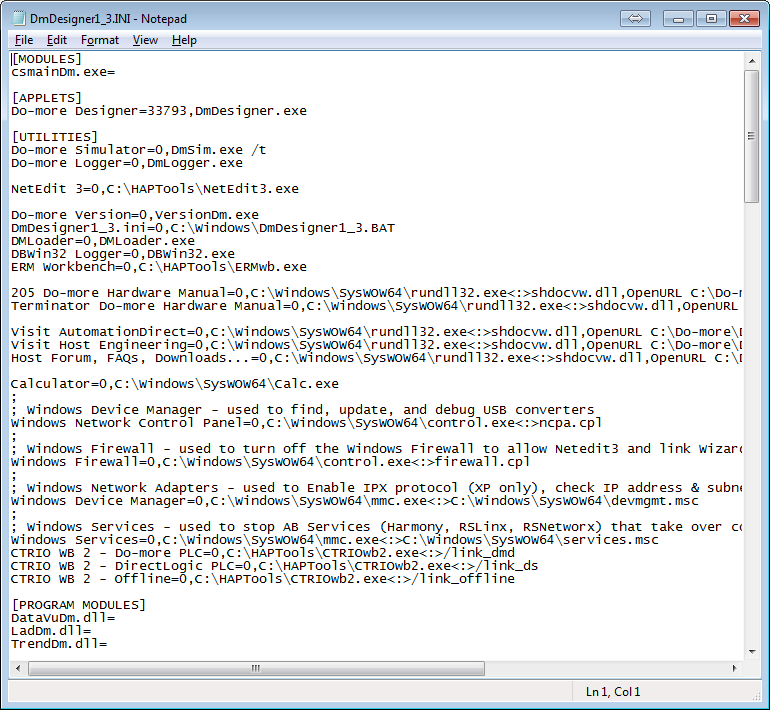 DmDesigner1_3.INI - Notepad
File Edit Format View Help
[MODULES]
csmainDm.exe=
[APPLETS]
Do-more Designer=33793,DmDesigner.exe
[UTILITIES]
Do-more Simulator=0,DmSim.exe /t
Do-more Logger=0,DmLogger.exe
NetEdit 3=0,C:\HAPTools\NetEdit3.exe
Do-more Version=0,VersionDm.exe
DmDesigner1_3.ini=0,C:\Windows\DmDesigner1_3.BAT
DMLoader=0,DMLoader.exe
DBWin32 Logger=0,DBWin32.exe
ERM Workbench=0,C:\HAPTools\ERMwb.exe
205 Do-more Hardware Manual=0,C:\Windows\SysWOW64\rundll32.exe<:>shdocvw.dll,OpenURL C:\Do-m
Terminator Do-more Hardware Manual=0,C:\Windows\SysWOW64\rundll32.exe<:>shdocvw.dll,OpenURL
Visit AutomationDirect=0,C:\Windows\SysWOW64\rundll32.exe<:>shdocvw.dll,OpenURL C:\Do-more\D
Visit Host Engineering=0,C:\Windows\SysWOW64\rundll32.exe<:>shdocvw.dll,OpenURL C:\Do-more\D
Host Forum, FAQs, Downloads...=0,C:\Windows\SysWOW64\rundll32.exe<:>shdocvw.dll,OpenURL C:\D
Calculator=0,C:\Windows\SysWOW64\Calc.exe
;
; Windows Device Manager - used to find, update, and debug USB converters
Windows Network Control Panel=0,C:\Windows\SysWOW64\control.exe<:>ncpa.cpl
;
; Windows Firewall - used to turn off the Windows Firewall to allow Netedit3 and link Wizard
Windows Firewall=0,C:\Windows\SysWOW64\control.exe<:>firewall.cpl
;
; Windows Network Adapters - used to Enable IPX protocol (XP only), check IP address & subne
Windows Device Manager=0,C:\Windows\SysWOW64\mmc.exe<:>C:\Windows\SysWOW64\devmgmt.msc
;
; Windows Services - used to stop AB Services (Harmony, RSLinx, RSNetworx) that take over co
Windows Services=0,C:\Windows\SysWOW64\mmc.exe<:>C:\Windows\SysWOW64\services.msc
CTRIO WB 2 - Do-more PLC=0,C:\HAPTools\CTRIOwb2.exe<:>/link_dmd
CTRIO WB 2 - DirectLogic PLC=0,C:\HAPTools\CTRIOwb2.exe<:>/link_ds
CTRIO WB 2 - Offline=0,C:\HAPTools\CTRIOwb2.exe<:>/link_offline
[PROGRAM MODULES]
DataVuDm.dll=
LadDm.dll=
TrendDm.dll=
Ln 1, Col 1